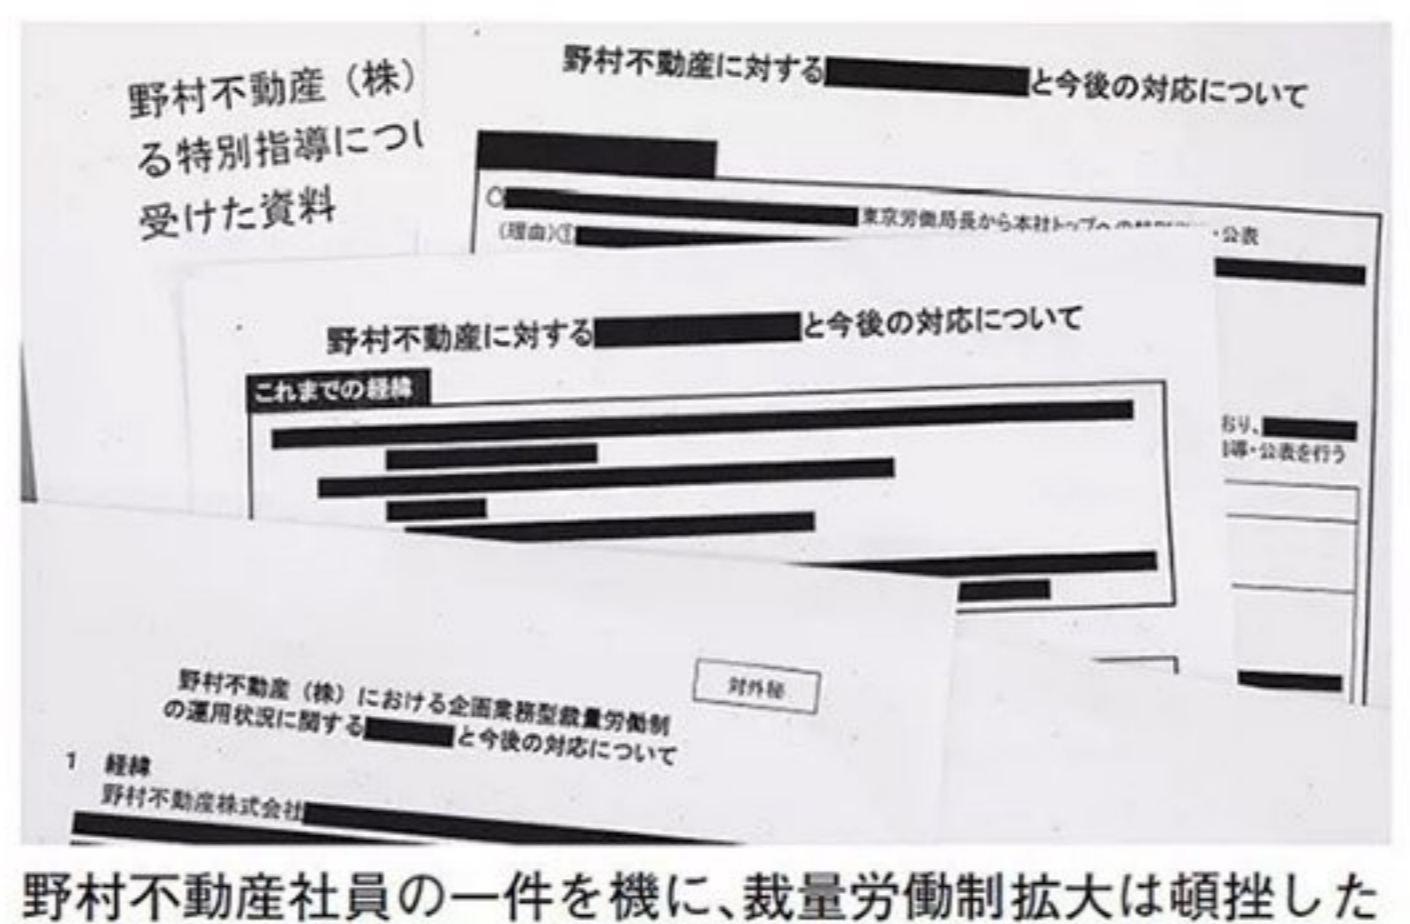 野村不動産（株）
る特別指導につい
受けた資料
野村不動産に対する
と今後の対応について
東京労働局長から本社トップへの
・公表
(理由)①
おり、
指導・公表を行う
野村不動産に対する
と今後の対応について
これまでの経緯
対外秘
野村不動産（株）における企画業務型裁量労働制
の運用状況に関する
と今後の対応について
1 経緯
野村不動産株式会社
野村不動産社員の一件を機に、裁量労働制拡大は頓挫した